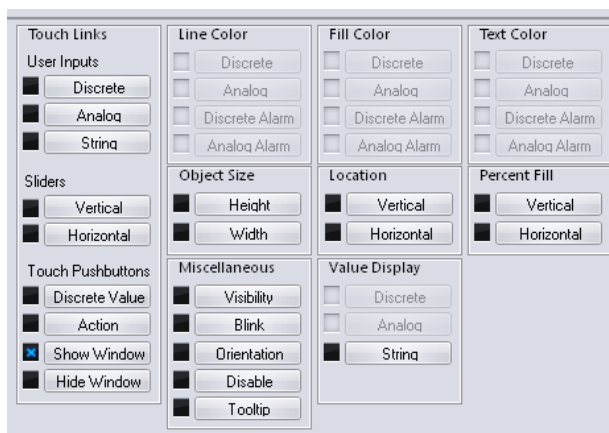 Touch Links
User Inputs
Discrete
Analog
String
Sliders
Vertical
Horizontal
Touch Pushbuttons
Discrete Value
Action
Show Window
Hide Window
Line Color
Discrete
Analog
Discrete Alarm
Analog Alarm
Fill Color
Discrete
Analog
Discrete Alarm
Analog Alarm
Text Color
Discrete
Analog
Discrete Alarm
Analog Alarm
Object Size
Height
Width
Location
Vertical
Horizontal
Percent Fill
Vertical
Horizontal
Miscellaneous
Visibility
Blink
Orientation
Disable
Tooltip
Value Display
Discrete
Analog
String